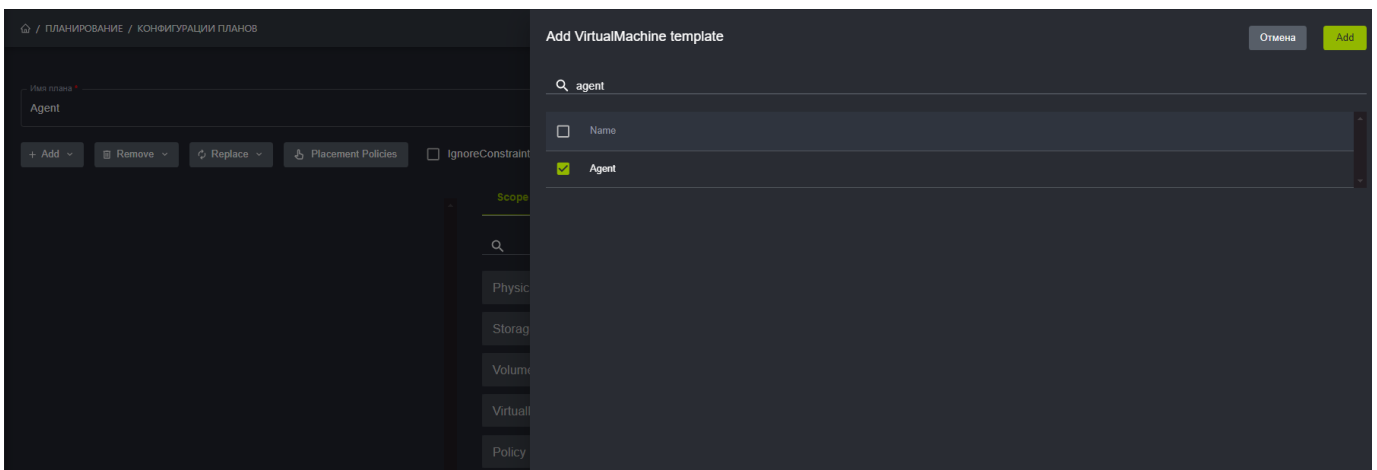 / ПЛАНИРОВАНИЕ / КОНФИГУРАЦИИ ПЛАНОВ
Имя плана *
Agent
+ Add
Remove
Replace
Placement Policies
IgnoreConstraint
Scope
Physic
Storag
Volume
Virtual
Policy
Add VirtualMachine template
Отмена
Add
agent
Name
Agent